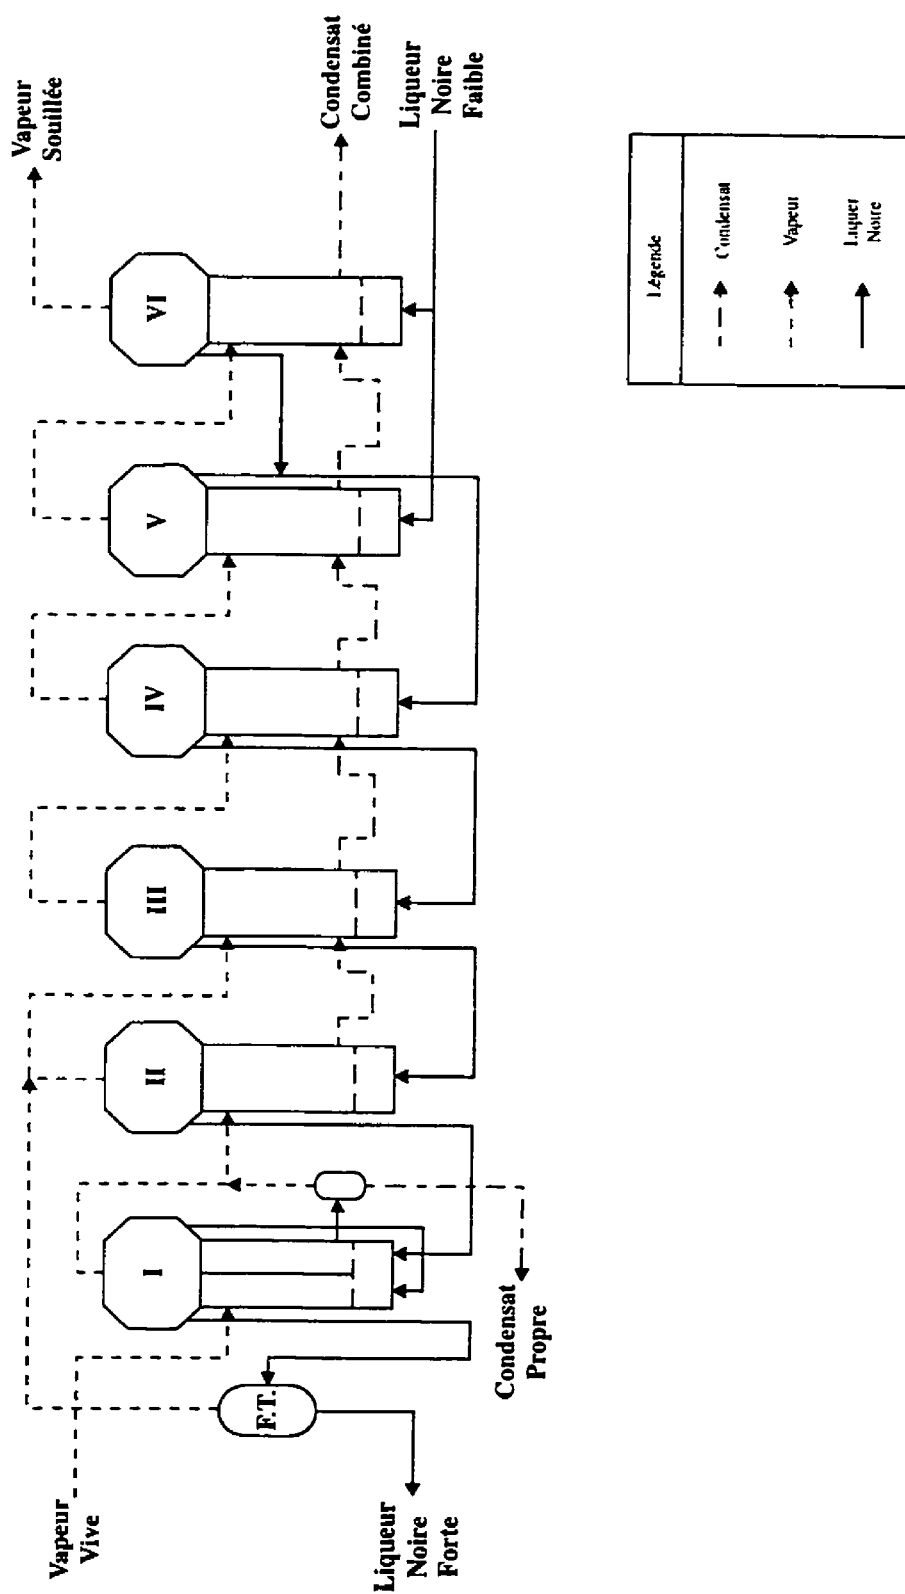 Vapeur
Vive
Liqueur
Noire
Forte
F.T.
I
Condensat
Propre
II
III
IV
V
VI
Vapeur
Souillée
Condensat
Combiné
Liqueur
Noire
Faible
Légende
Condensat
Vapeur
Liquer
Noire